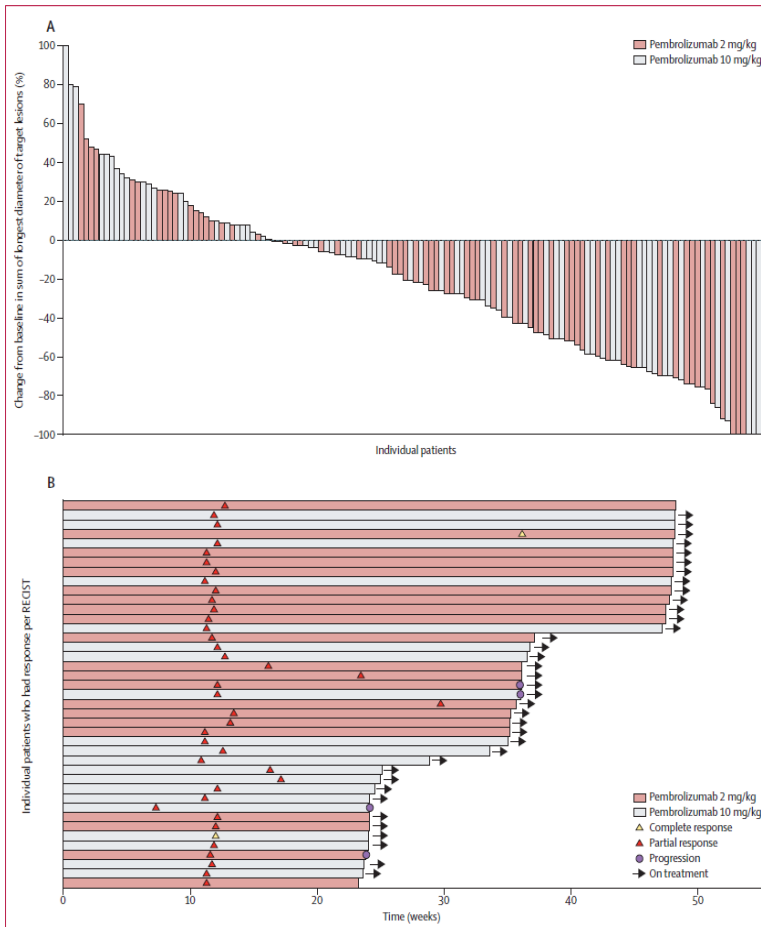 A
Pembrolizumab 2 mg/kg
Pembrolizumab 10 mg/kg
Change from baseline in sum of longest diameter of target lesions (%)
100
80
60
40
20
0
–20
–40
–60
–80
–100
Individual patients
B
Individual patients who had response per RECIST
Pembrolizumab 2 mg/kg
Pembrolizumab 10 mg/kg
Complete response
Partial response
Progression
On treatment
0
10
20
30
40
50
Time (weeks)